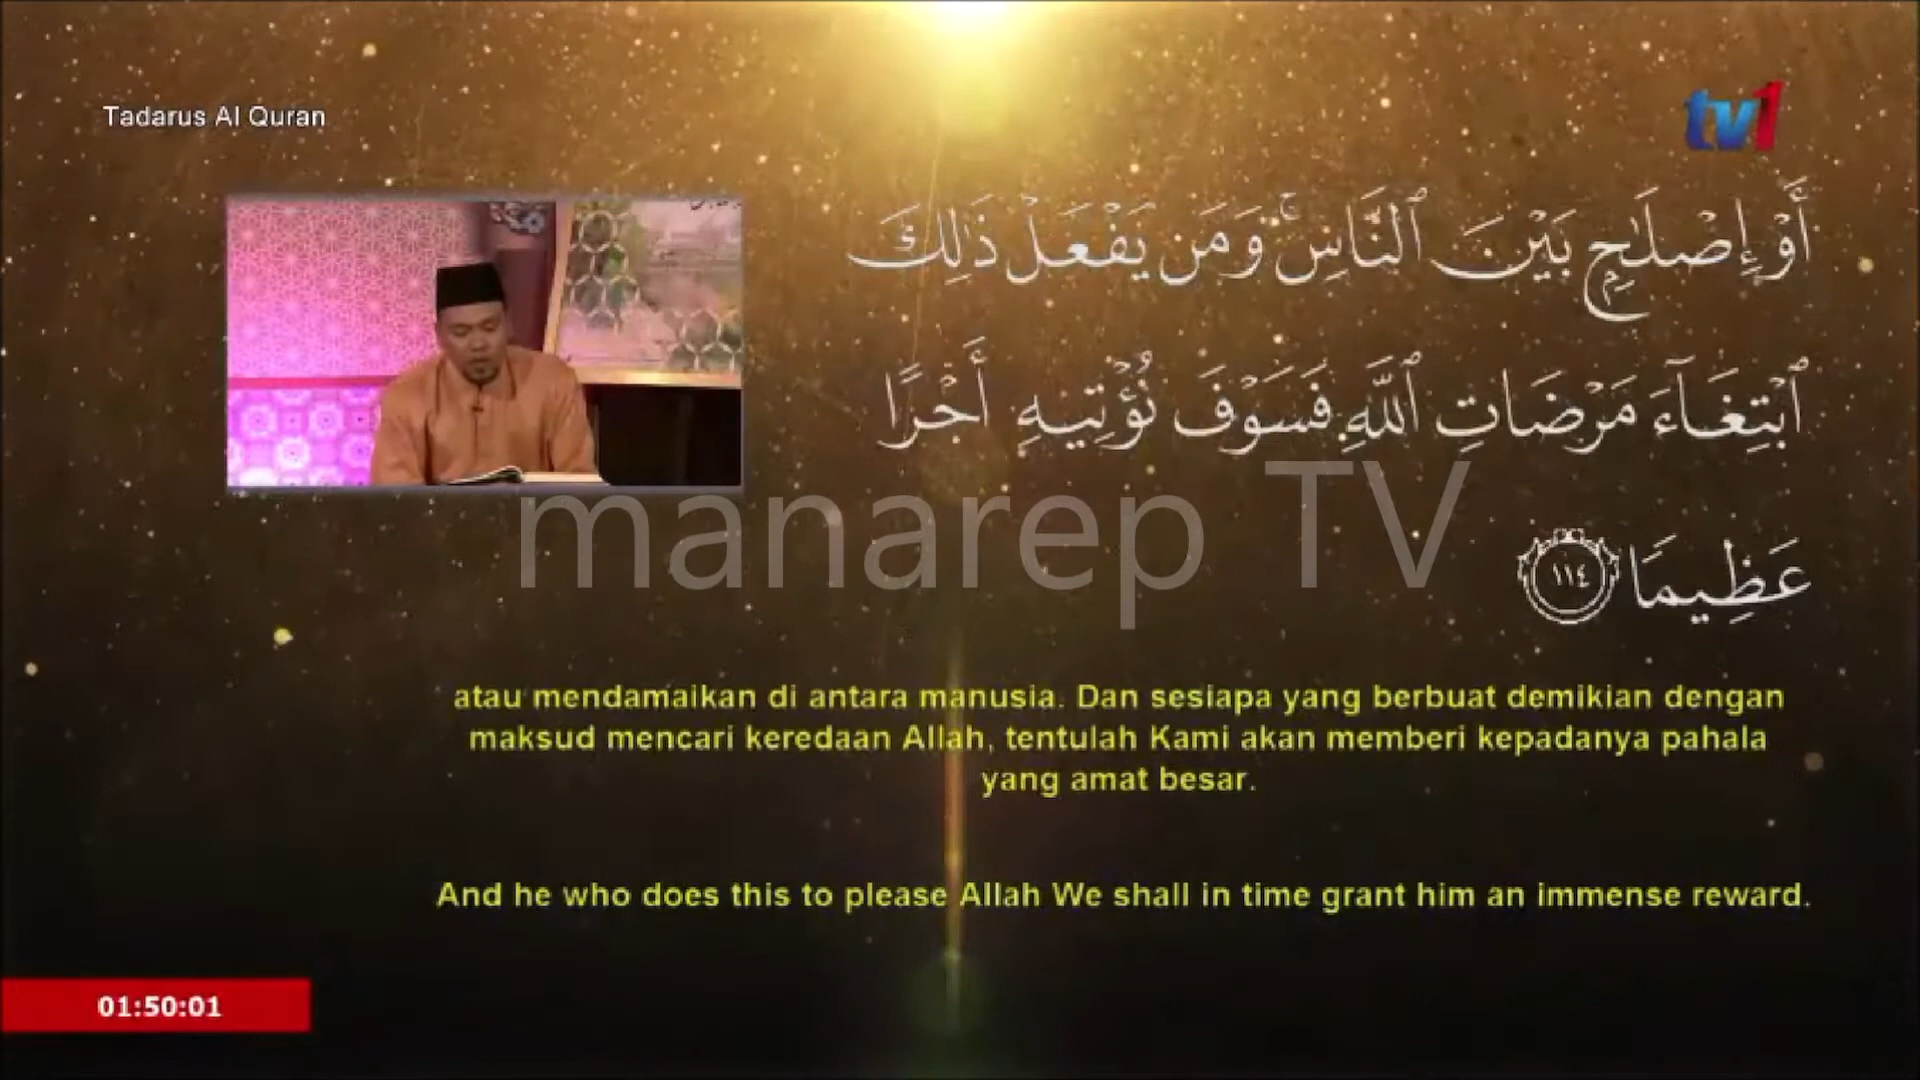 Tadarus Al Quran
tv1
أَوۡ إِصۡلَٰحِۭ بَيۡنَ ٱلنَّاسِۚ وَمَن يَفۡعَلۡ ذَٰلِكَ
ٱبۡتِغَآءَ مَرۡضَاتِ ٱللَّهِ فَسَوۡفَ نُؤۡتِيهِ أَجۡرًا
عَظِيمٗا ١١٤
manarep TV
atau mendamaikan di antara manusia. Dan sesiapa yang berbuat demikian dengan
maksud mencari keredaan Allah, tentulah Kami akan memberi kepadanya pahala
yang amat besar.
And he who does this to please Allah We shall in time grant him an immense reward.
01:50:01